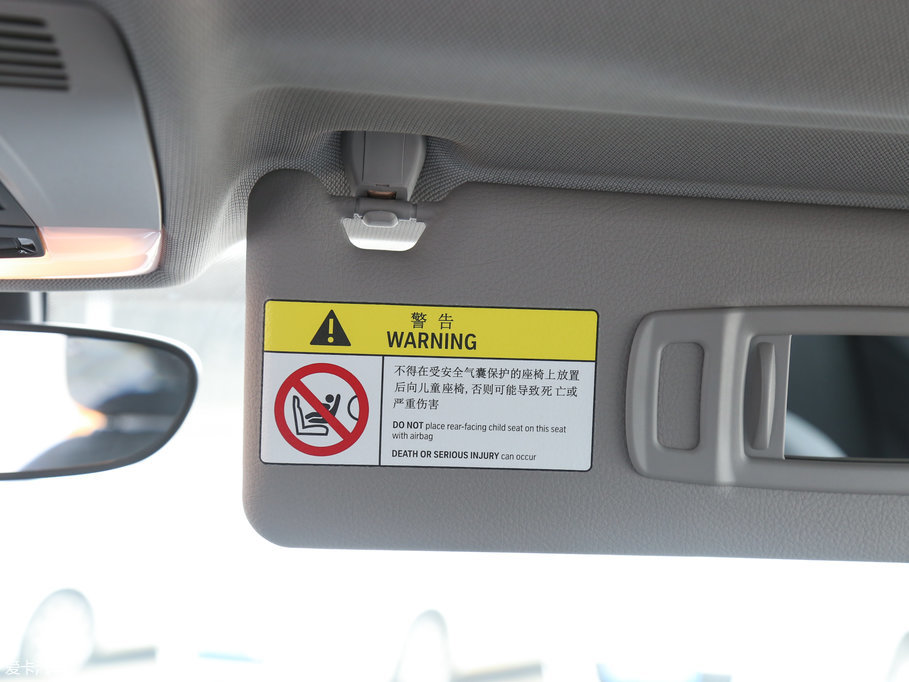 警 告
WARNING
不得在受安全气囊保护的座椅上放置
后向儿童座椅,否则可能导致死亡或
严重伤害
DO NOT place rear-facing child seat on this seat
with airbag
DEATH OR SERIOUS INJURY can occur
爱卡